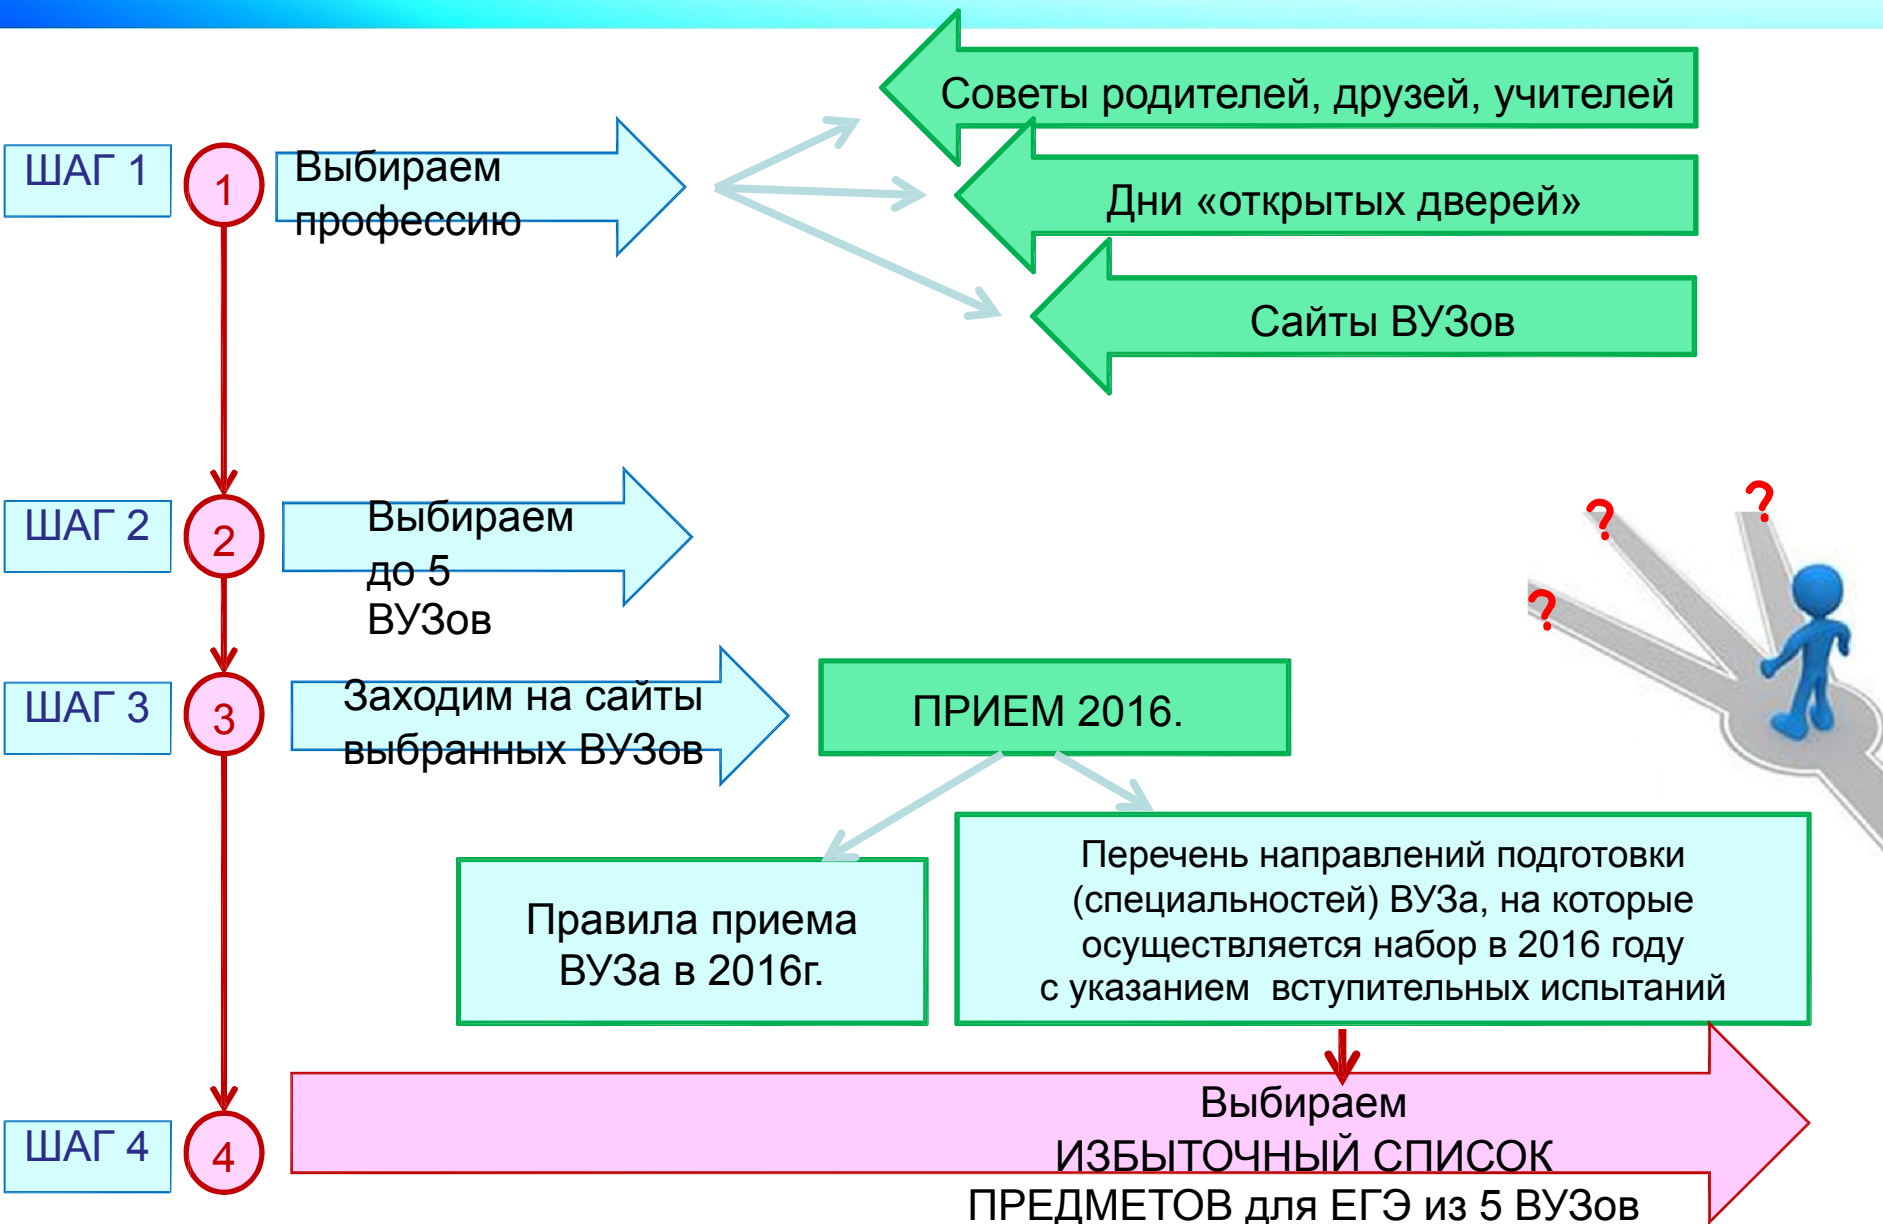 Советы родителей, друзей, учителей
ШАГ 1
1
Выбираем
профессию
Дни «открытых дверей»
Сайты ВУЗов
ШАГ 2
2
Выбираем
до 5
ВУЗов
?
?
?
ШАГ 3
3
Заходим на сайты
выбранных ВУЗов
ПРИЕМ 2016.
Правила приема
ВУЗа в 2016г.
Перечень направлений подготовки
(специальностей) ВУЗа, на которые
осуществляется набор в 2016 году
с указанием вступительных испытаний
ШАГ 4
4
Выбираем
ИЗБЫТОЧНЫЙ СПИСОК
ПРЕДМЕТОВ для ЕГЭ из 5 ВУЗов